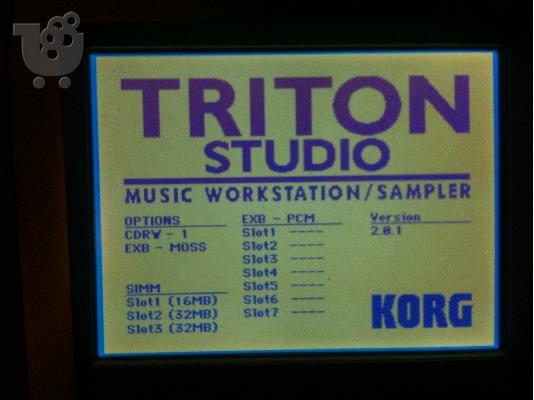 TRITON
STUDIO
MUSIC WORKSTATION/SAMPLER
OPTIONS
CDRW - 1
EXB - MOSS
SIMM
Slot1 (16MB)
Slot2 (32MB)
Slot3 (32MB)
EXB - PCM
Slot1 ----
Slot2 ----
Slot3 ----
Slot4 ----
Slot5 ----
Slot6 ----
Slot7 ----
Version
2.0.1
KORG